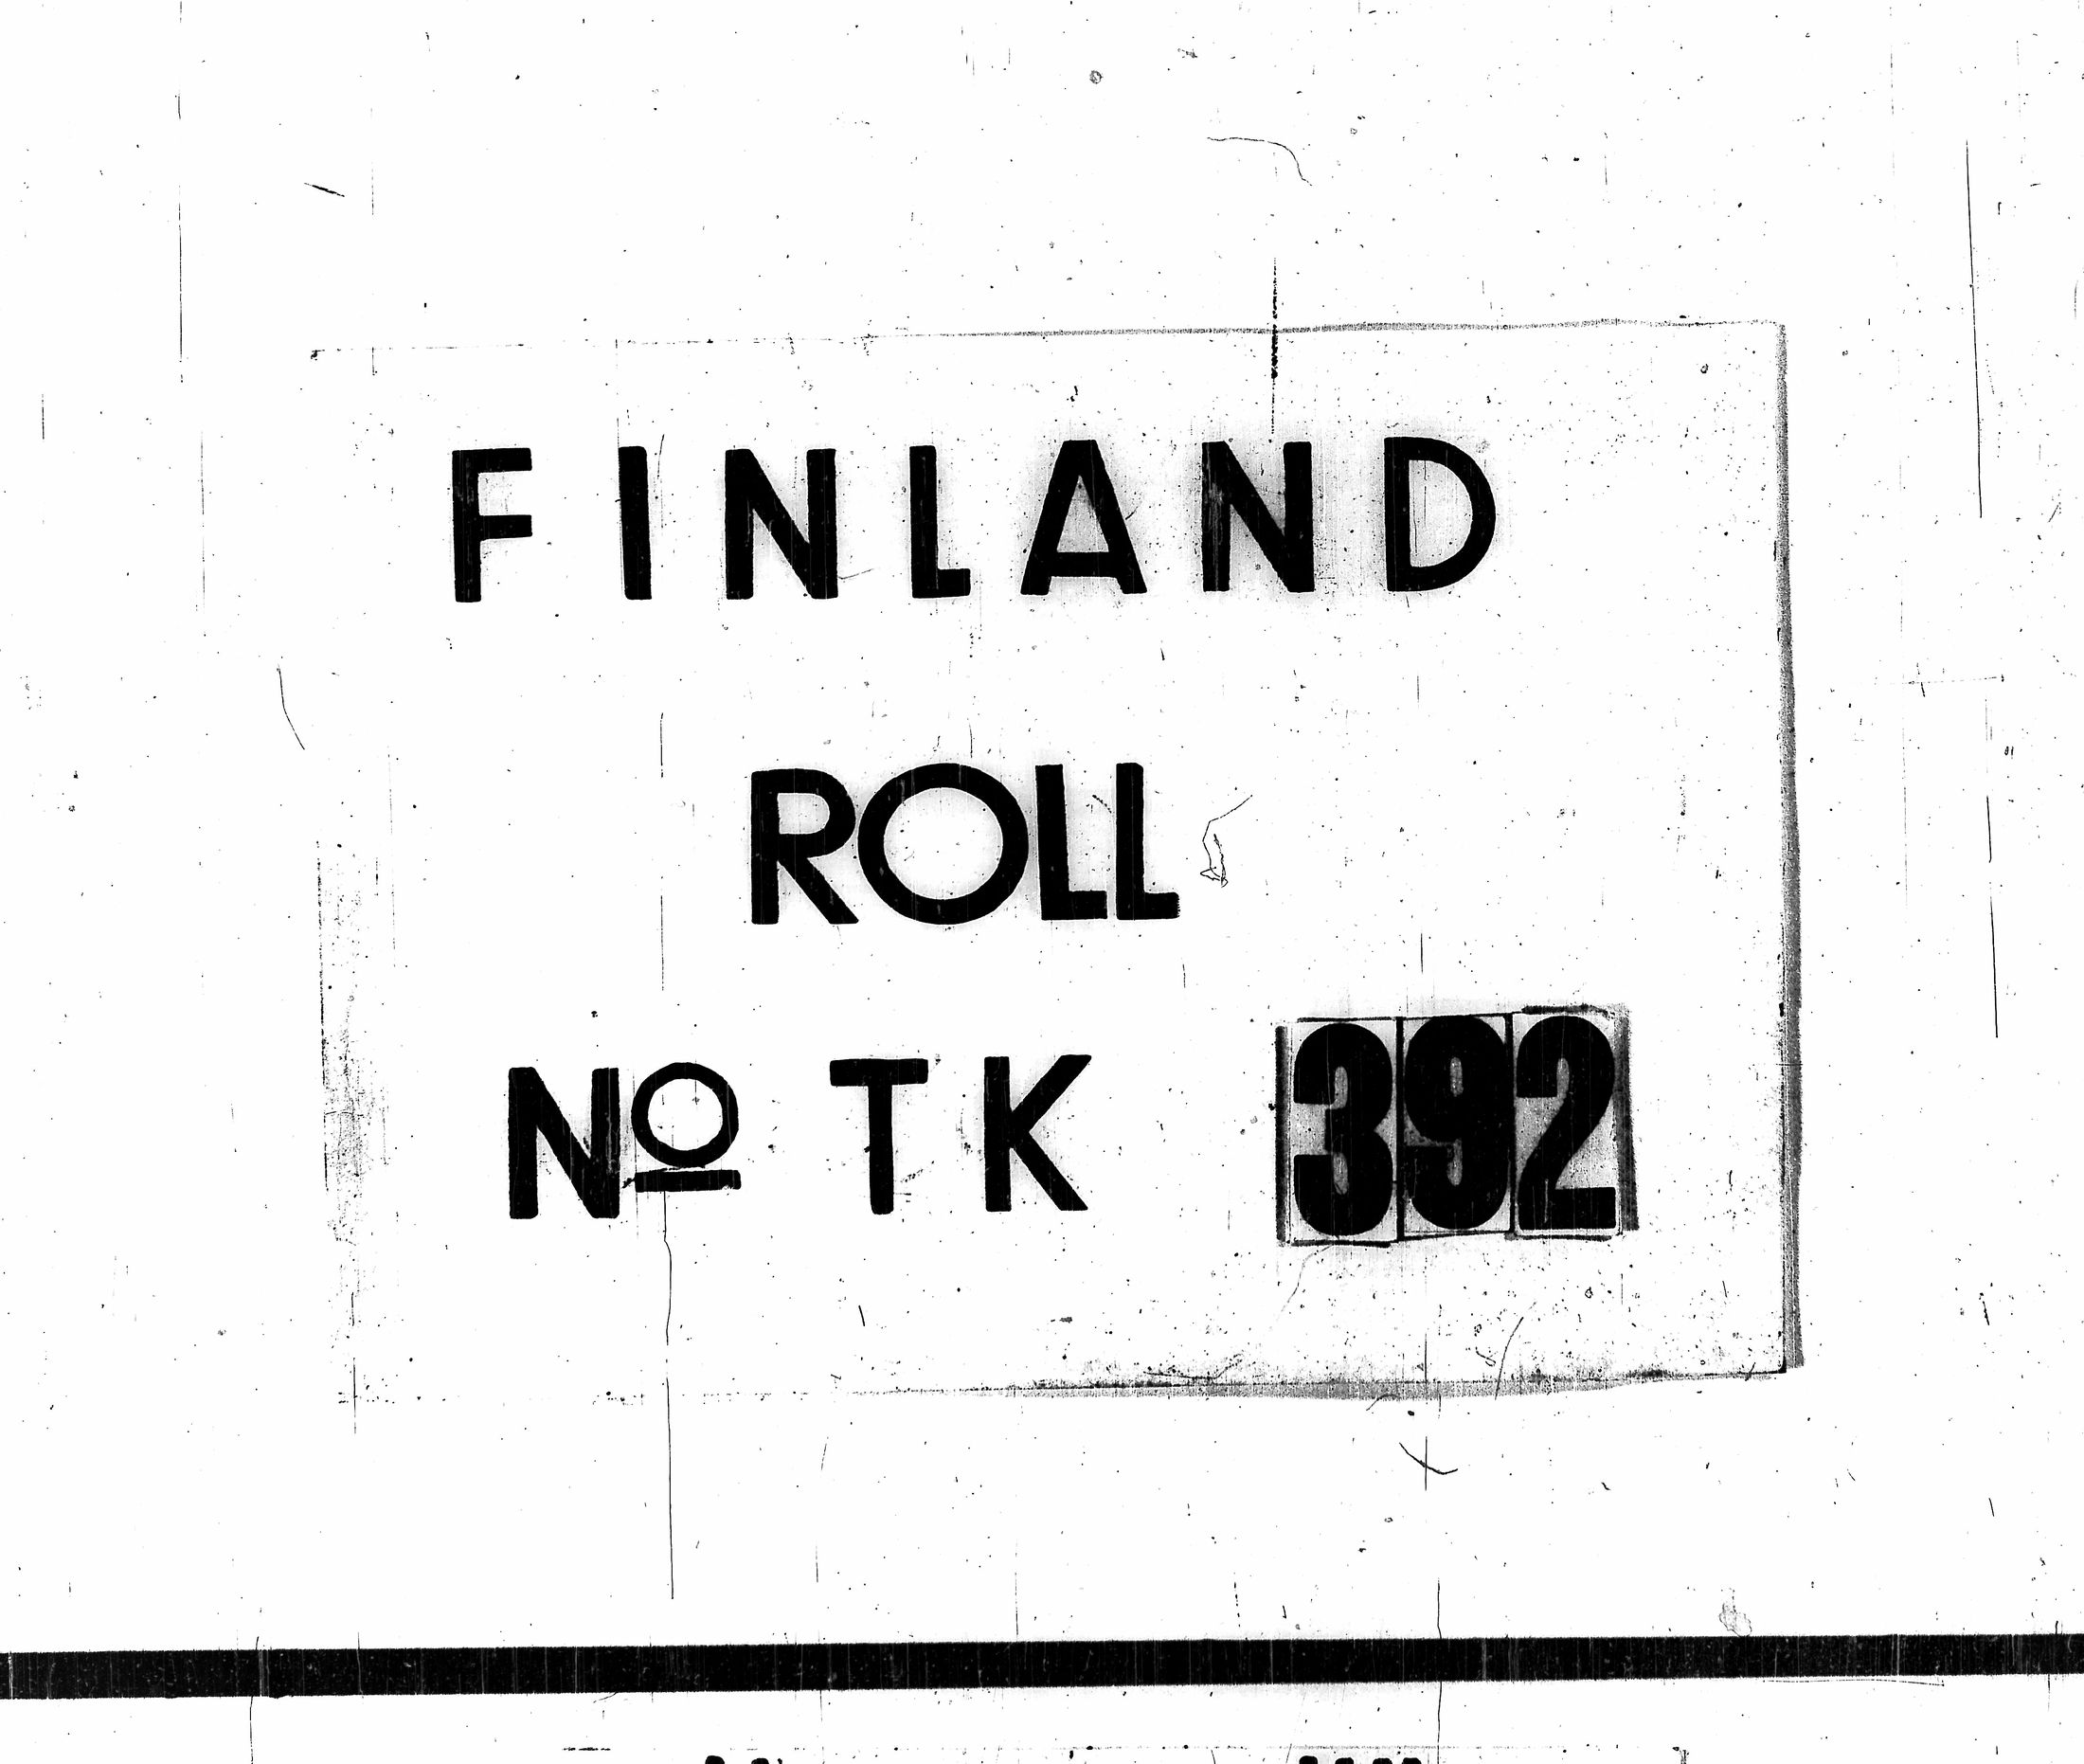 FINLAND
ROLL
Nº TK 392